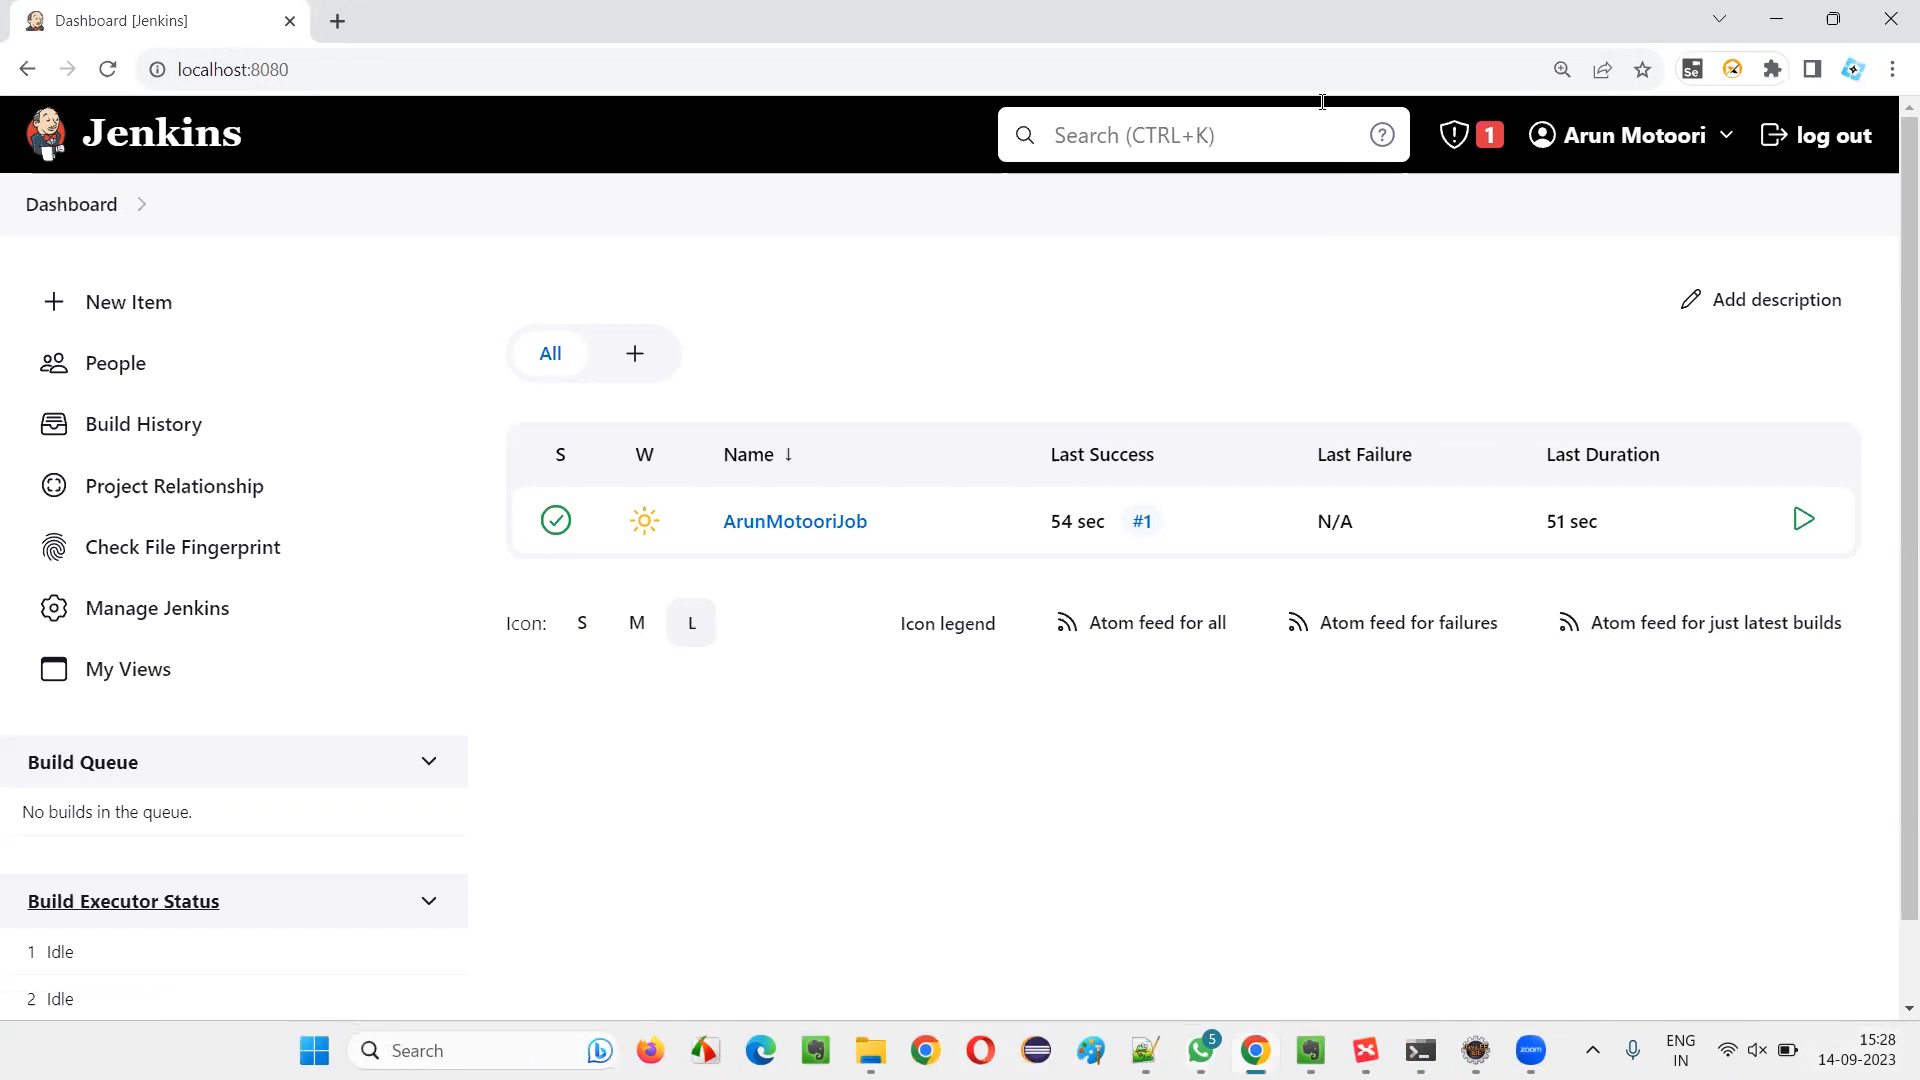 Dashboard [Jenkins]
localhost:8080
Jenkins
Search (CTRL+K)
1
Arun Motoori
log out
Dashboard
New Item
People
Build History
Project Relationship
Check File Fingerprint
Manage Jenkins
My Views
Build Queue
No builds in the queue.
Build Executor Status
1 Idle
2 Idle
Add description
All
S W Name ↓ Last Success Last Failure Last Duration
ArunMotooriJob 54 sec #1 N/A 51 sec
Icon: S M L Icon legend Atom feed for all Atom feed for failures Atom feed for just latest builds
Search
5
zoom
ENG
IN
15:28
14-09-2023
Se